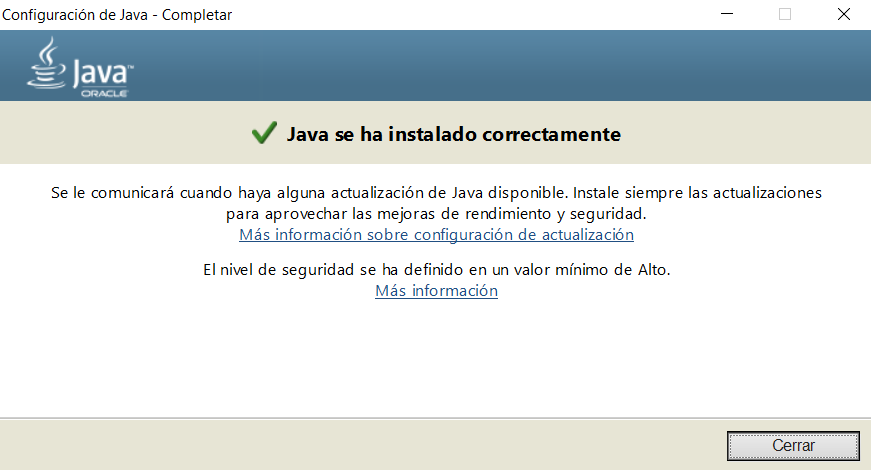 Configuración de Java - Completar
Java™
ORACLE
Java se ha instalado correctamente
Se le comunicará cuando haya alguna actualización de Java disponible. Instale siempre las actualizaciones
para aprovechar las mejoras de rendimiento y seguridad.
Más información sobre configuración de actualización
El nivel de seguridad se ha definido en un valor mínimo de Alto.
Más información
Cerrar